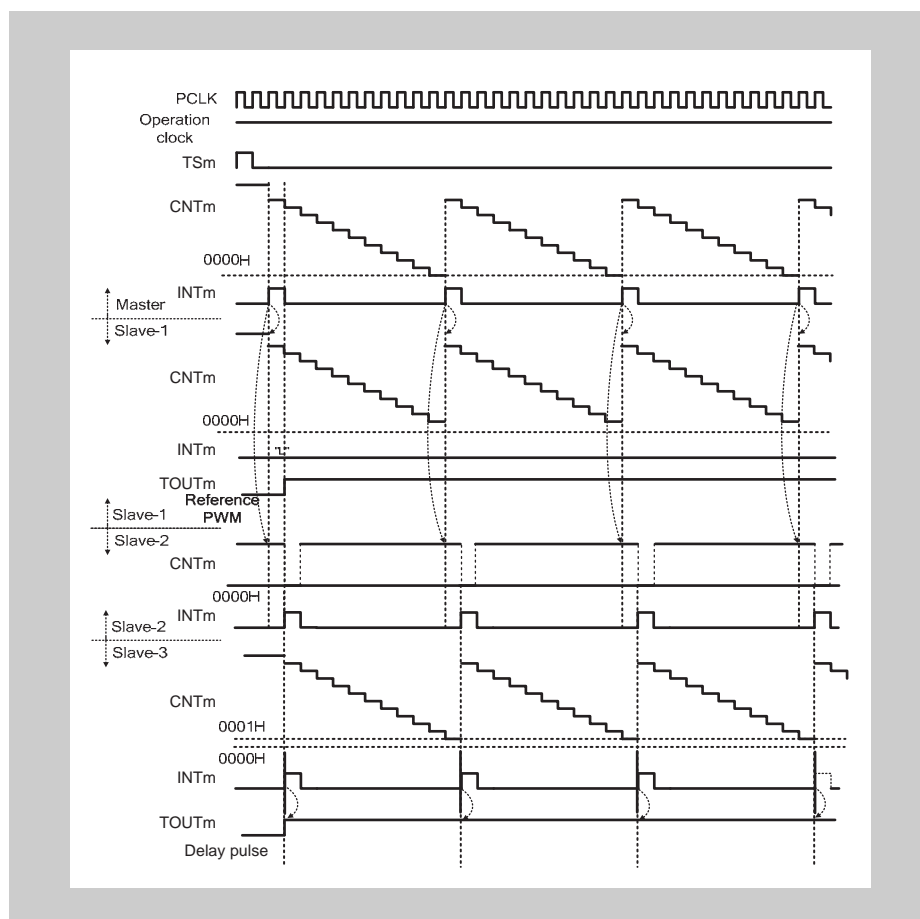 PCLK
Operation
clock
TSm
CNTm
0000H
INTm
Master
Slave-1
CNTm
0000H
INTm
TOUTm
Reference
PWM
Slave-1
Slave-2
CNTm
0000H
INTm
Slave-2
Slave-3
CNTm
0001H
0000H
INTm
TOUTm
Delay pulse